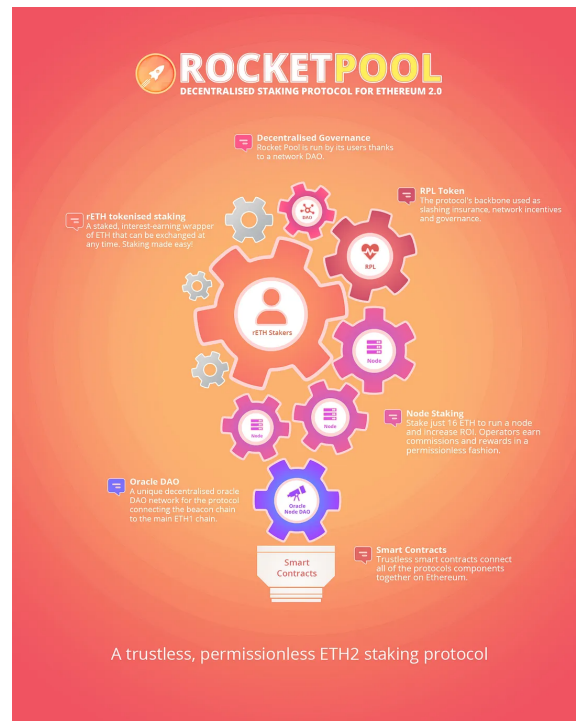 ROCKETPOOL
DECENTRALISED STAKING PROTOCOL FOR ETHEREUM 2.0
Decentralised Governance
Rocket Pool is run by its users thanks
to a network DAO.
rETH tokenised staking
A staked, interest-earning wrapper
of ETH that can be exchanged at
any time. Staking made easy!
DAO
RPL Token
The protocol's backbone used as
slashing insurance, network incentives
and governance.
RPL
rETH Stakers
Node
Node
Node
Node Staking
Stake just 16 ETH to run a node
and increase ROI. Operators earn
commissions and rewards in a
permissionless fashion.
Oracle DAO
A unique decentralised oracle
DAO network for the protocol
connecting the beacon chain
to the main ETH1 chain.
Oracle
Node DAO
Smart
Contracts
Smart Contracts
Trustless smart contracts connect
all of the protocols components
together on Ethereum.
A trustless, permissionless ETH2 staking protocol